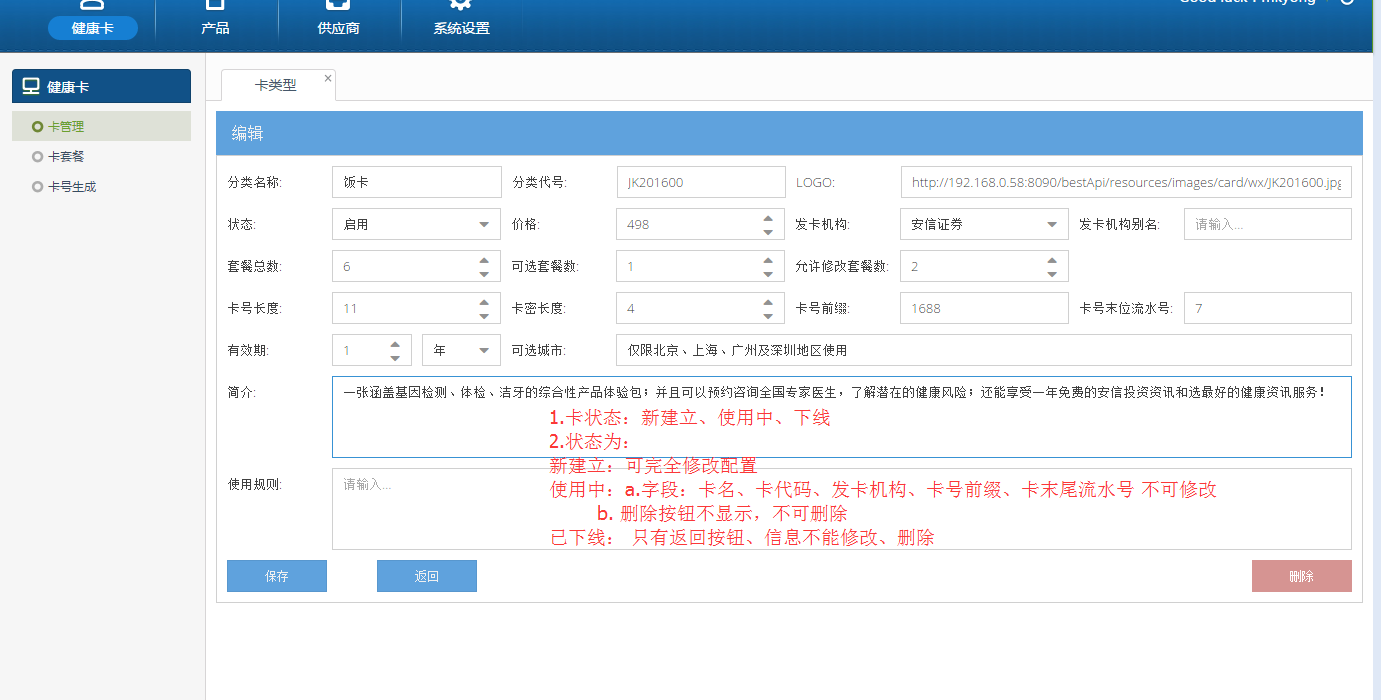 健康卡 产品 供应商 系统设置
健康卡
卡管理
卡套餐
卡号生成
卡类型 ×
编辑
分类名称: 饭卡 分类代号: JK201600 LOGO: http://192.168.0.58:8090/bestApi/resources/images/card/wx/JK201600.jpg
状态: 启用 价格: 498 发卡机构: 安信证券 发卡机构别名: 请输入...
套餐总数: 6 可选套餐数: 1 允许修改套餐数: 2
卡号长度: 11 卡密长度: 4 卡号前缀: 1688 卡号末位流水号: 7
有效期: 1 年 可选城市: 仅限北京、上海、广州及深圳地区使用
简介: 一张涵盖基因检测、体检、洁牙的综合性产品体验包；并且可以预约咨询全国专家医生，了解潜在的健康风险；还能享受一年免费的安信投资资讯和选最好的健康资讯服务！
1.卡状态：新建立、使用中、下线
2.状态为：
新建立：可完全修改配置
使用规则: 请输入...
使用中：a.字段：卡名、卡代码、发卡机构、卡号前缀、卡末尾流水号 不可修改
b. 删除按钮不显示，不可删除
已下线： 只有返回按钮、信息不能修改、删除
保存 返回 删除